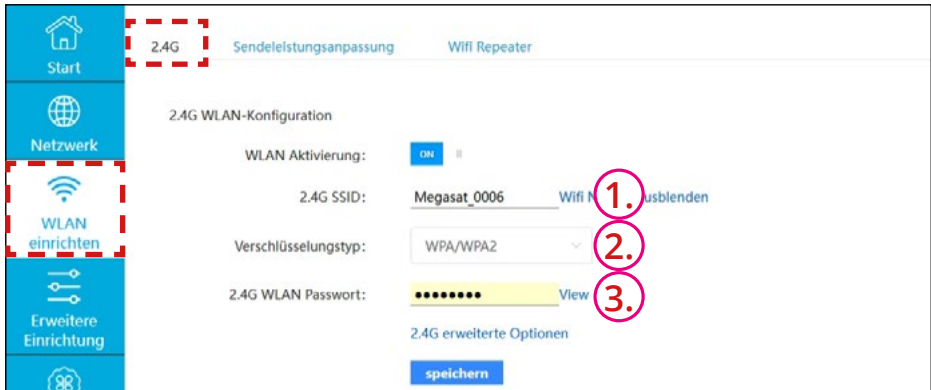 Start
Netzwerk
WLAN
einrichten
Erweitere
Einrichtung
2.4G Sendeleistungsanpassung Wifi Repeater
2.4G WLAN-Konfiguration
WLAN Aktivierung: ON
2.4G SSID: Megasat_0006 Wifi 1. usblenden
Verschlüsselungstyp: WPA/WPA2 2.
2.4G WLAN Passwort: ●●●●●●●● View 3.
2.4G erweiterte Optionen
speichern